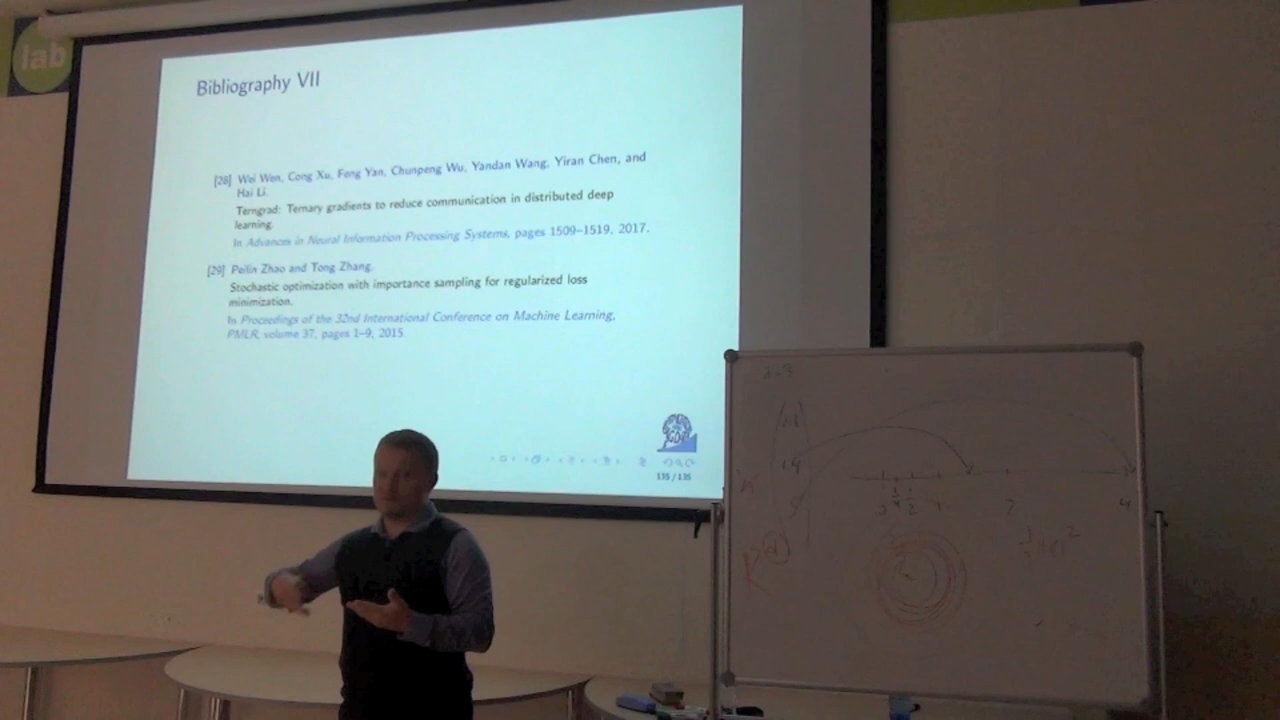 lab
Bibliography VII
[28] Wei Wen, Cong Xu, Feng Yan, Chunpeng Wu, Yandan Wang, Yiran Chen, and
Hai Li.
Terngrad: Ternary gradients to reduce communication in distributed deep
learning.
In Advances in Neural Information Processing Systems, pages 1509–1519, 2017.
[29] Peilin Zhao and Tong Zhang.
Stochastic optimization with importance sampling for regularized loss
minimization.
In Proceedings of the 32nd International Conference on Machine Learning,
PMLR, volume 37, pages 1–9, 2015.
135 / 135